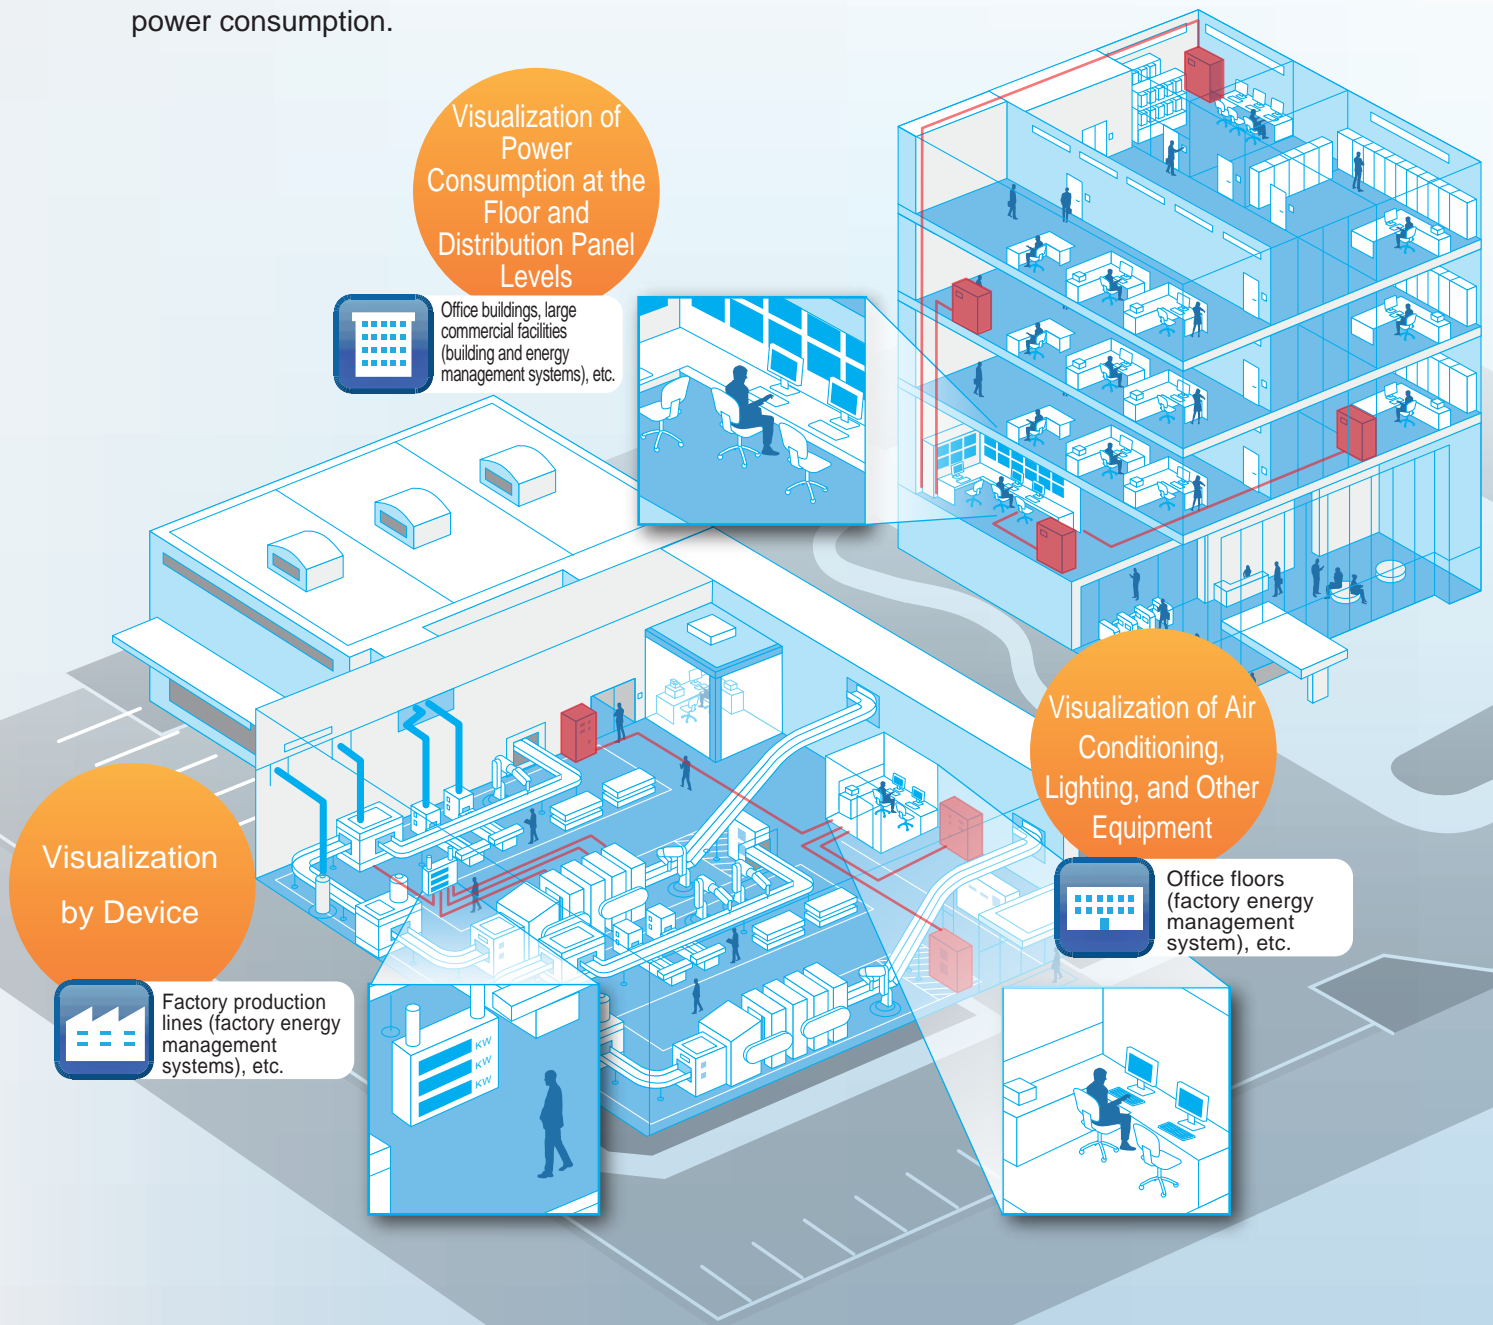 power consumption.
Visualization of
Power
Consumption at the
Floor and
Distribution Panel
Levels
Office buildings, large
commercial facilities
(building and energy
management systems), etc.
Visualization of Air
Conditioning,
Lighting, and Other
Equipment
Office floors
(factory energy
management
system), etc.
Visualization
by Device
Factory production
lines (factory energy
management
systems), etc.
KW
KW
KW